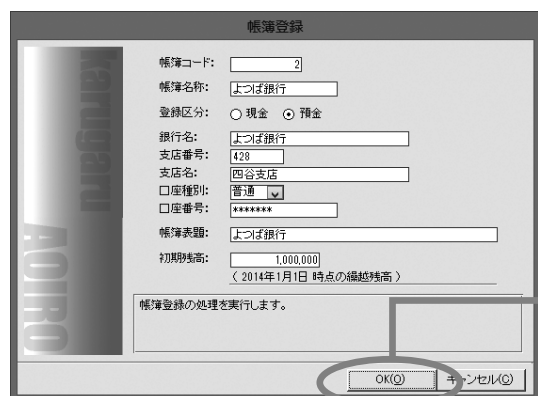 帳簿登録
karugaru
AOIRO
帳簿コード: 2
帳簿名称: よつば銀行
登録区分: 現金 預金
銀行名: よつば銀行
支店番号: 428
支店名: 四谷支店
口座種別: 普通
口座番号: *******
帳簿表題: よつば銀行
初期残高: 1,000,000
〈 2014年1月1日 時点の繰越残高 〉
帳簿登録の処理を実行します。
OK(O) キャンセル(C)